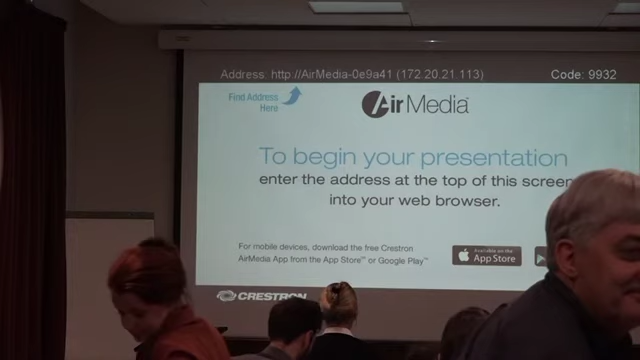 Address: http://AirMedia-0e9a41 (172.20.21.113) Code: 9932
Find Address
Here
AirMedia™
To begin your presentation
enter the address at the top of this screen
into your web browser.
For mobile devices, download the free Crestron
AirMedia App from the App Store℠ or Google Play™
Available on the
App Store
CRESTRON